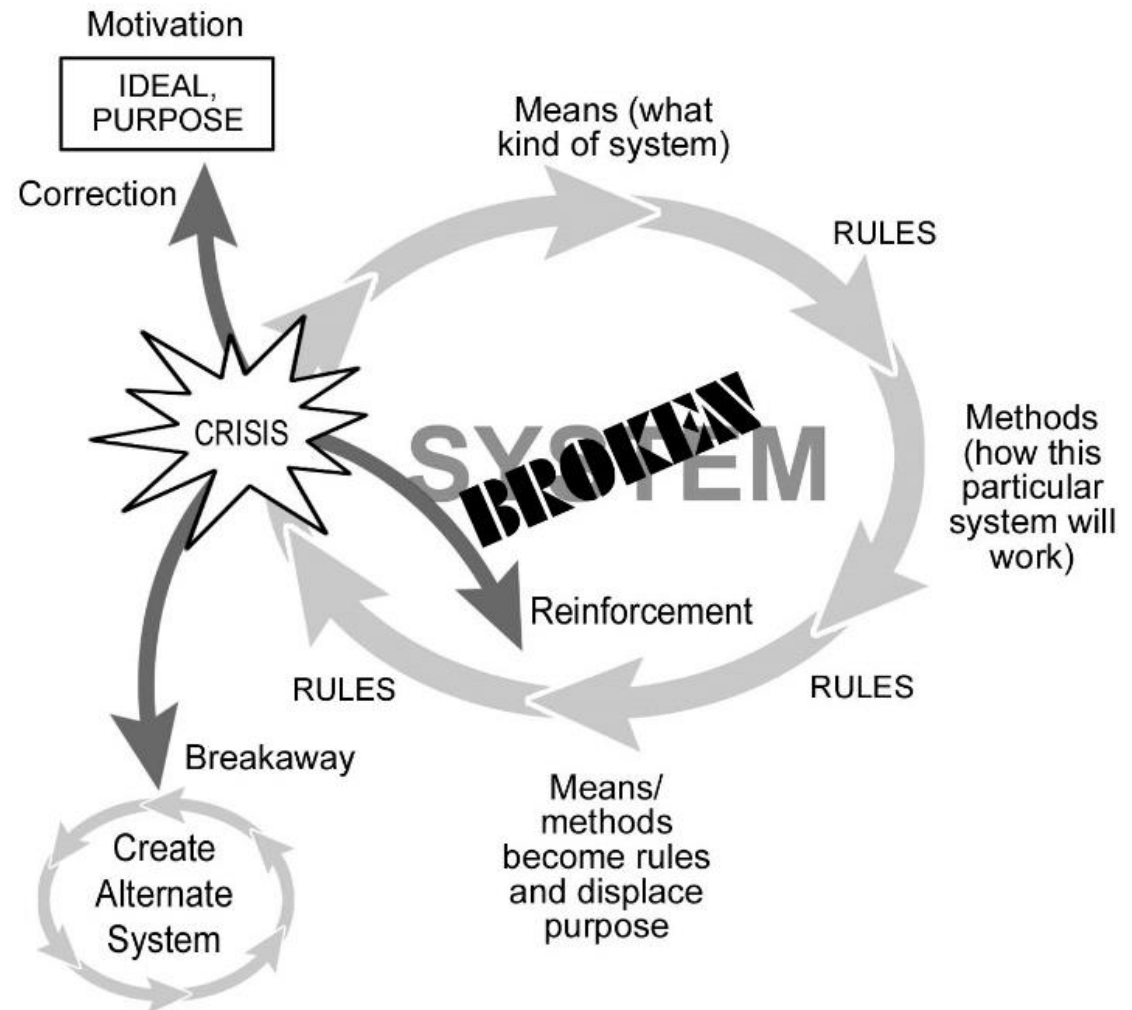 Motivation
IDEAL,
PURPOSE
Correction
Means (what
kind of system)
RULES
CRISIS
SYSTEM
BROKEN
Methods
(how this
particular
system will
work)
Reinforcement
RULES
RULES
Breakaway
Means/
methods
become rules
and displace
purpose
Create
Alternate
System